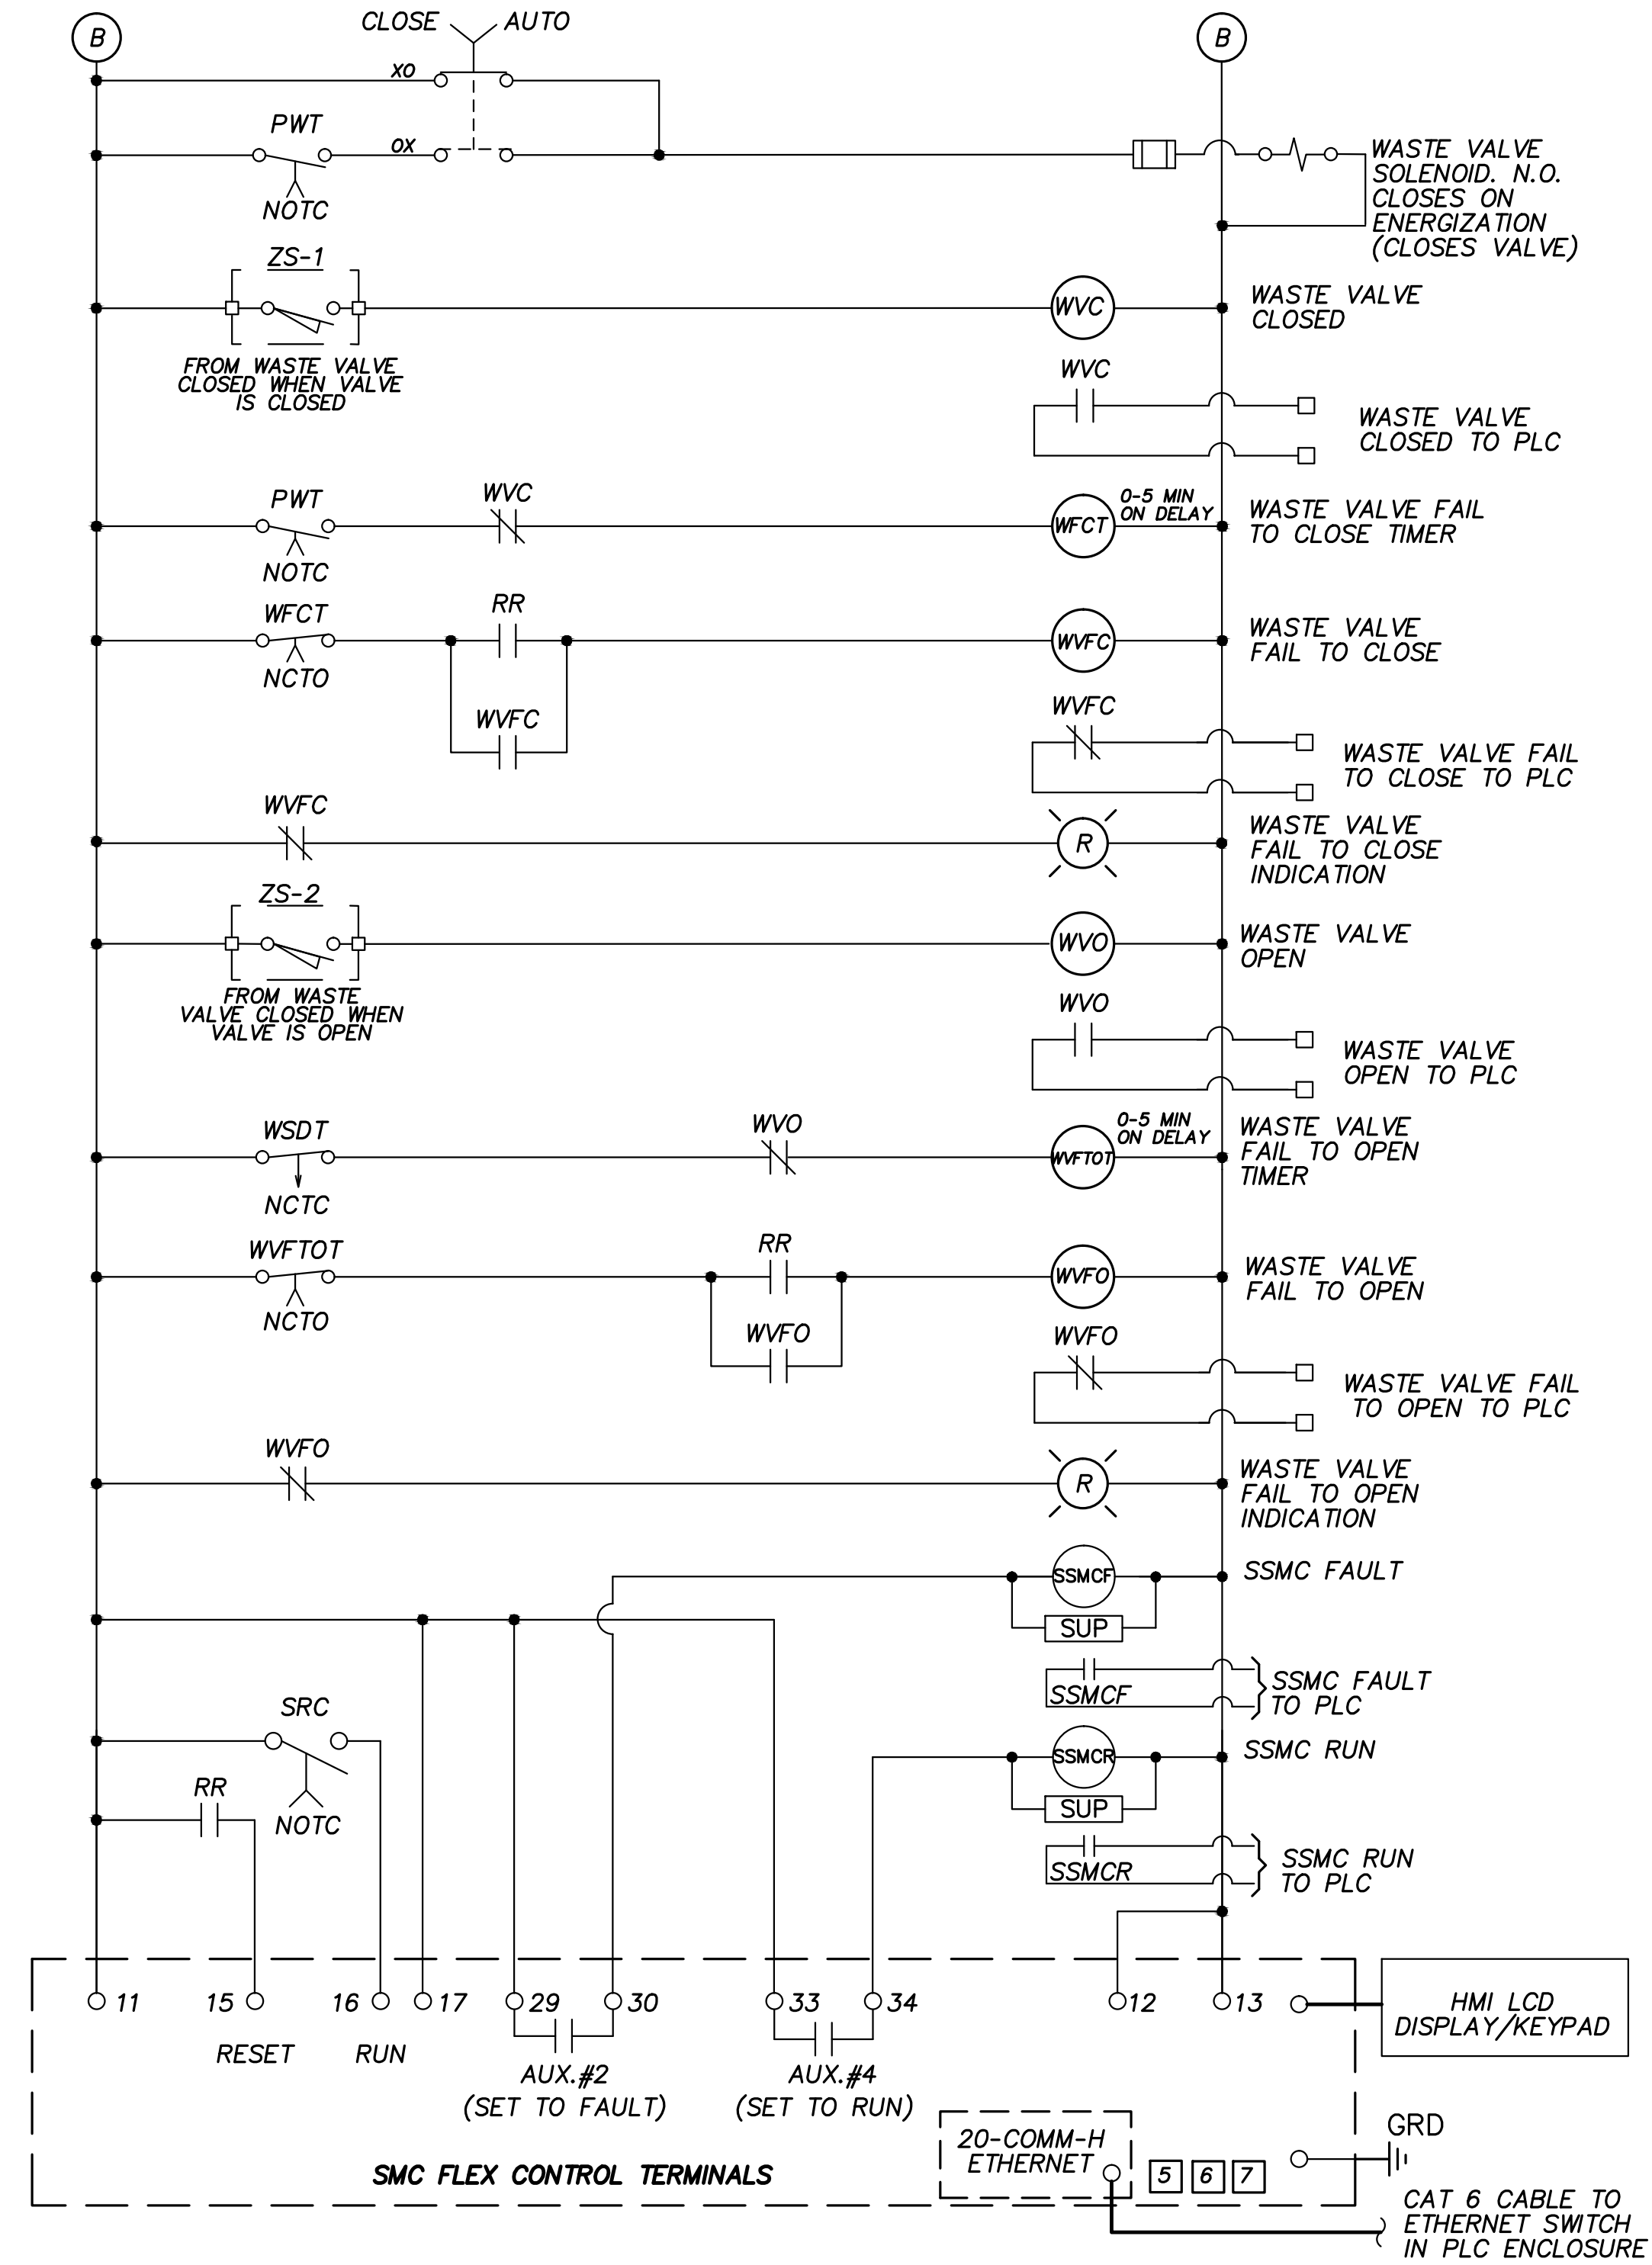 B
CLOSE AUTO
B
XO
PWT
OX
NOTC
WASTE VALVE
SOLENOID. N.O.
CLOSES ON
ENERGIZATION
(CLOSES VALVE)
ZS-1
FROM WASTE VALVE
CLOSED WHEN VALVE
IS CLOSED
WVC
WASTE VALVE
CLOSED
WVC
WASTE VALVE
CLOSED TO PLC
PWT
NOTC
WVC
WFCT
0-5 MIN
ON DELAY
WASTE VALVE FAIL
TO CLOSE TIMER
WFCT
NCTO
RR
WVFC
WVFC
WASTE VALVE
FAIL TO CLOSE
WVFC
WASTE VALVE FAIL
TO CLOSE TO PLC
WVFC
R
WASTE VALVE
FAIL TO CLOSE
INDICATION
ZS-2
FROM WASTE
VALVE CLOSED WHEN
VALVE IS OPEN
WVO
WASTE VALVE
OPEN
WVO
WASTE VALVE
OPEN TO PLC
WSDT
NCTC
WVO
WVFTOT
0-5 MIN
ON DELAY
WASTE VALVE
FAIL TO OPEN
TIMER
WVFTOT
NCTO
RR
WVFO
WVFO
WASTE VALVE
FAIL TO OPEN
WVFO
WASTE VALVE FAIL
TO OPEN TO PLC
WVFO
R
WASTE VALVE
FAIL TO OPEN
INDICATION
SSMCF
SSMC FAULT
SUP
SSMCF
SSMC FAULT
TO PLC
SRC
NOTC
SSMCR
SSMC RUN
SUP
RR
SSMCR
SSMC RUN
TO PLC
11 15 16 17 29 30 33 34 12 13
HMI LCD
DISPLAY/KEYPAD
RESET RUN
AUX.#2
(SET TO FAULT)
AUX.#4
(SET TO RUN)
20-COMM-H
ETHERNET
5 6 7
GRD
SMC FLEX CONTROL TERMINALS
CAT 6 CABLE TO
ETHERNET SWITCH
IN PLC ENCLOSURE